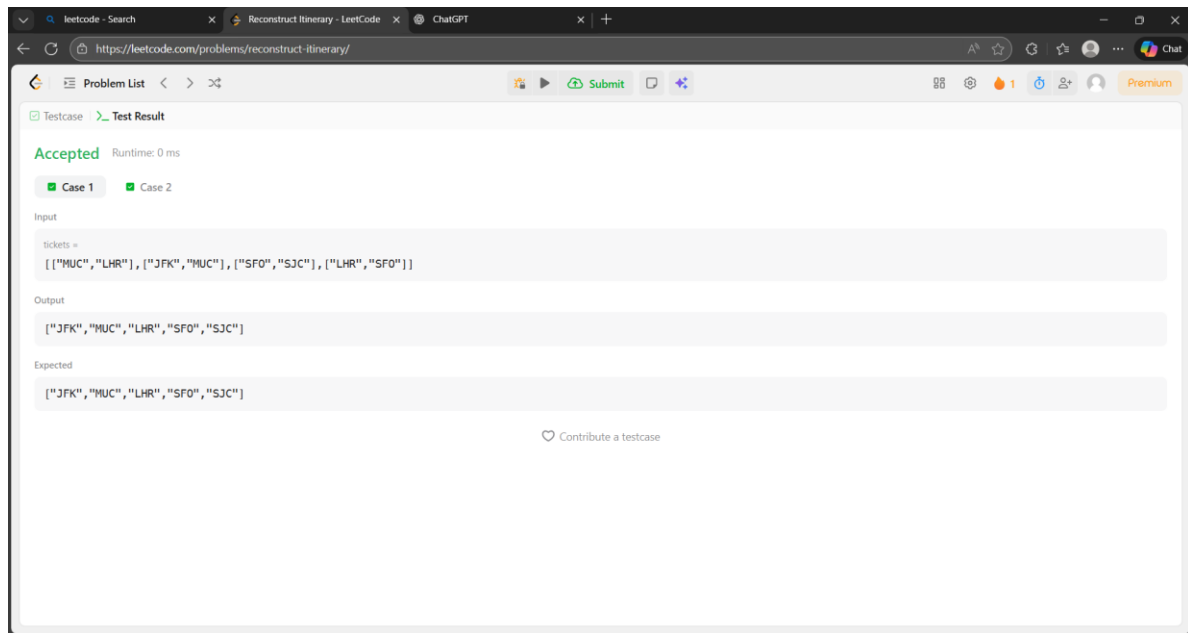 leetcode - Search Reconstruct Itinerary - LeetCode ChatGPT
https://leetcode.com/problems/reconstruct-itinerary/ Chat
Problem List Submit 1 Premium
Testcase Test Result
Accepted Runtime: 0 ms
Case 1 Case 2
Input
tickets =
[["MUC","LHR"],["JFK","MUC"],["SFO","SJC"],["LHR","SFO"]]
Output
["JFK","MUC","LHR","SFO","SJC"]
Expected
["JFK","MUC","LHR","SFO","SJC"]
Contribute a testcase